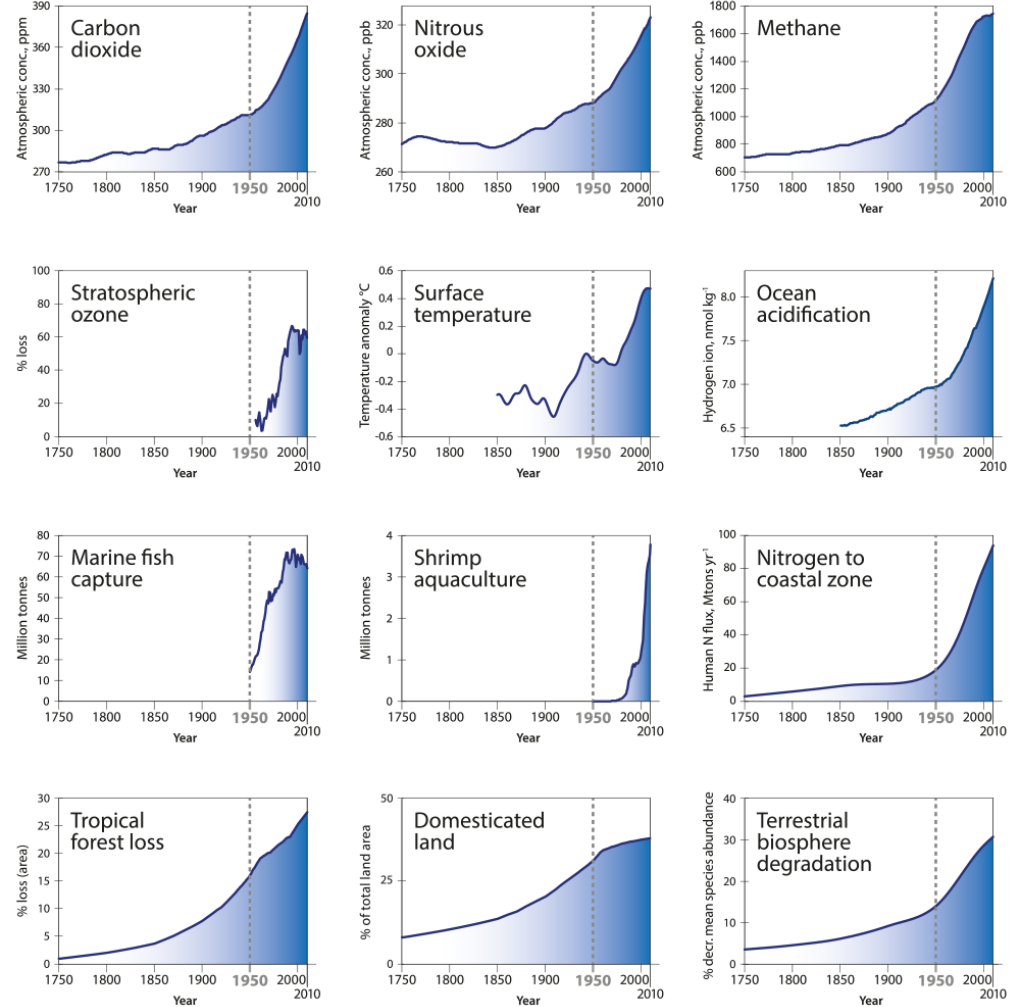 Atmospheric conc., ppm
Carbon
dioxide
390
360
330
300
270
1750 1800 1850 1900 1950 2000
2010
Year
Atmospheric conc., ppb
Nitrous
oxide
320
300
280
260
1750 1800 1850 1900 1950 2000
2010
Year
Atmospheric conc., ppb
Methane
1800
1600
1400
1200
1000
800
600
1750 1800 1850 1900 1950 2000
2010
Year
% loss
Stratospheric
ozone
100
80
60
40
20
0
1750 1800 1850 1900 1950 2000
2010
Year
Temperature anomaly °C
Surface
temperature
0.6
0.4
0.2
0
-0.2
-0.4
-0.6
1750 1800 1850 1900 1950 2000
2010
Year
Hydrogen ion, nmol kg⁻¹
Ocean
acidification
8.0
7.5
7.0
6.5
1750 1800 1850 1900 1950 2000
2010
Year
Million tonnes
Marine fish
capture
80
70
60
50
40
30
20
10
0
1750 1800 1850 1900 1950 2000
2010
Year
Million tonnes
Shrimp
aquaculture
4
3
2
1
0
1750 1800 1850 1900 1950 2000
2010
Year
Human N flux, Mtons yr⁻¹
Nitrogen to
coastal zone
100
80
60
40
20
0
1750 1800 1850 1900 1950 2000
2010
Year
% loss (area)
Tropical
forest loss
30
25
20
15
10
5
0
1750 1800 1850 1900 1950 2000
2010
Year
% of total land area
Domesticated
land
50
25
0
1750 1800 1850 1900 1950 2000
2010
Year
% decr. mean species abundance
Terrestrial
biosphere
degradation
40
30
20
10
0
1750 1800 1850 1900 1950 2000
2010
Year